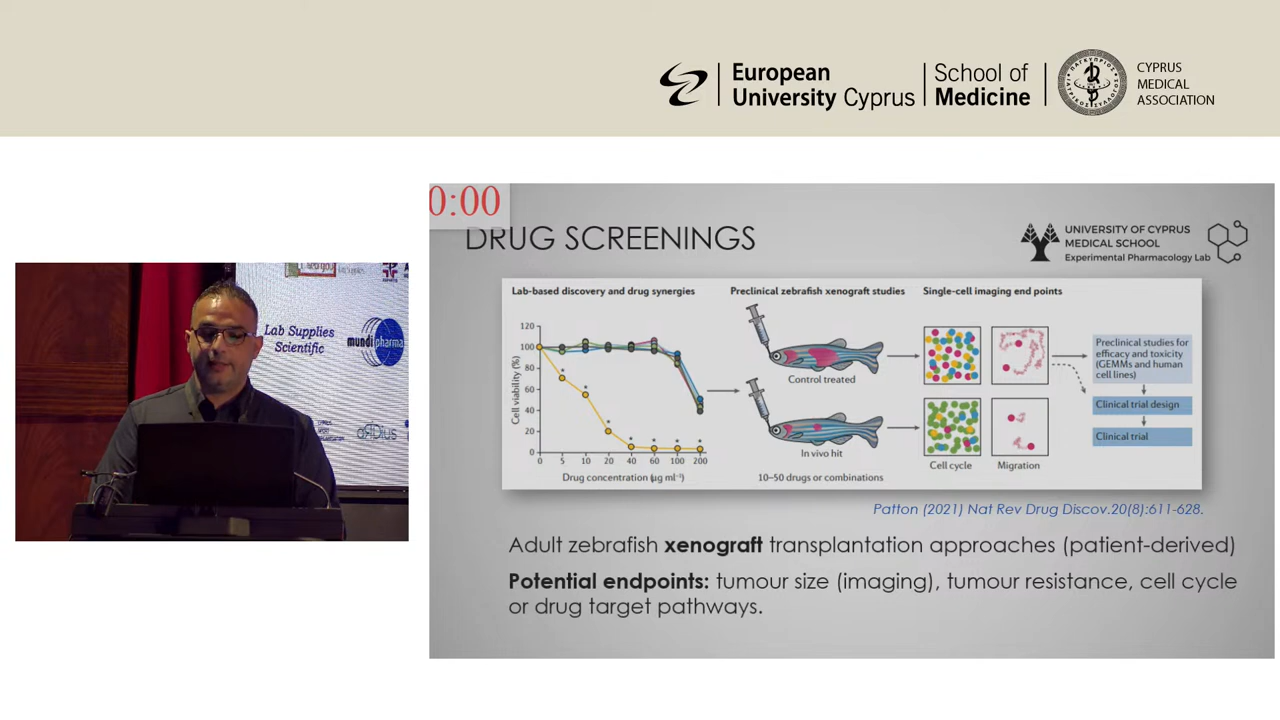 European
University Cyprus
School of
Medicine
CYPRUS
MEDICAL
ASSOCIATION
0:00
DRUG SCREENINGS
UNIVERSITY OF CYPRUS
MEDICAL SCHOOL
Experimental Pharmacology Lab
Lab-based discovery and drug synergies
Preclinical zebrafish xenograft studies
Single-cell imaging end points
Cell viability (%)
120
100
80
60
40
20
0
0 5 10 20 40 60 100 200
Drug concentration (μg ml⁻¹)
Control treated
In vivo hit
10–50 drugs or combinations
Cell cycle
Migration
Preclinical studies for
efficacy and toxicity
(GEMMs and human
cell lines)
Clinical trial design
Clinical trial
Patton (2021) Nat Rev Drug Discov.20(8):611-628.
Adult zebrafish xenograft transplantation approaches (patient-derived)
Potential endpoints: tumour size (imaging), tumour resistance, cell cycle
or drug target pathways.
Lab Supplies
Scientific
mundipharma